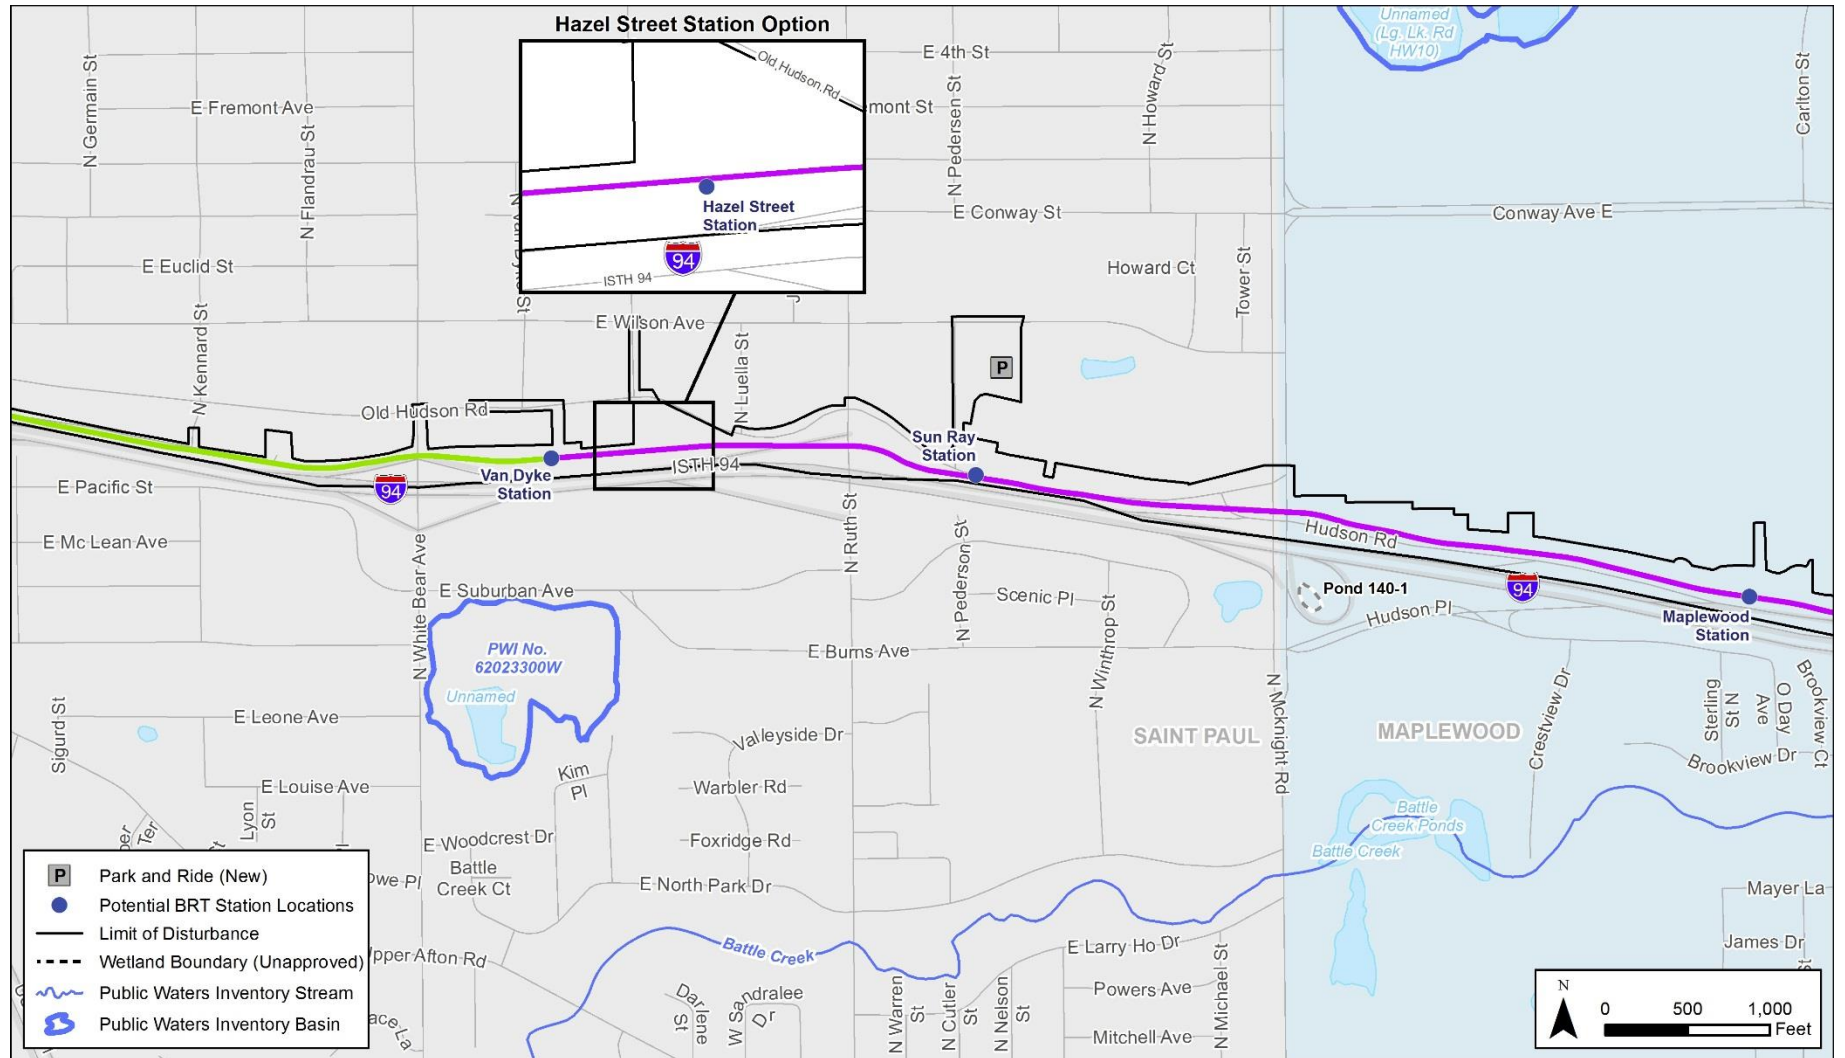 Hazel Street Station Option
Old Hudson Rd
Hazel Street
Station
94
ISTH 94
Unnamed
(Lg. Lk. Rd
HW10)
E 4th St
N Germain St
E Fremont Ave
N Flandrau St
N Pedersen St
N Howard St
Carlton St
E Conway St
Conway Ave E
E Euclid St
Howard Ct
Tower St
N Kennard St
E Wilson Ave
N Luella St
P
Old Hudson Rd
Sun Ray
Station
ISTH 94
Van Dyke
Station
94
E Pacific St
E Mc Lean Ave
N White Bear Ave
N Ruth St
N Pederson St
Hudson Rd
94
E Suburban Ave
Scenic Pl
Pond 140-1
Hudson Pl
Maplewood
Station
PWI No.
62023300W
Unnamed
E Burns Ave
N Winthrop St
N Mcknight Rd
Crestview Dr
Sterling
N St
O Day
Ave
Brookview Ct
Sigurd St
E Leone Ave
Valleyside Dr
SAINT PAUL
MAPLEWOOD
Brookview Dr
Kim
Pl
E Louise Ave
Warbler Rd
Lyon
St
Ter
Battle
Creek Ponds
E Woodcrest Dr
Foxridge Rd
Battle Creek
Battle
Creek Ct
E North Park Dr
Mayer La
Upper Afton Rd
Battle Creek
E Larry Ho Dr
James Dr
Darlene
St
W Sandralee
Dr
N Warren
St
N Cutler
St
N Nelson
St
Powers Ave
N Michael St
Mitchell Ave
P Park and Ride (New)
Potential BRT Station Locations
Limit of Disturbance
Wetland Boundary (Unapproved)
Public Waters Inventory Stream
Public Waters Inventory Basin
N
0 500 1,000
Feet